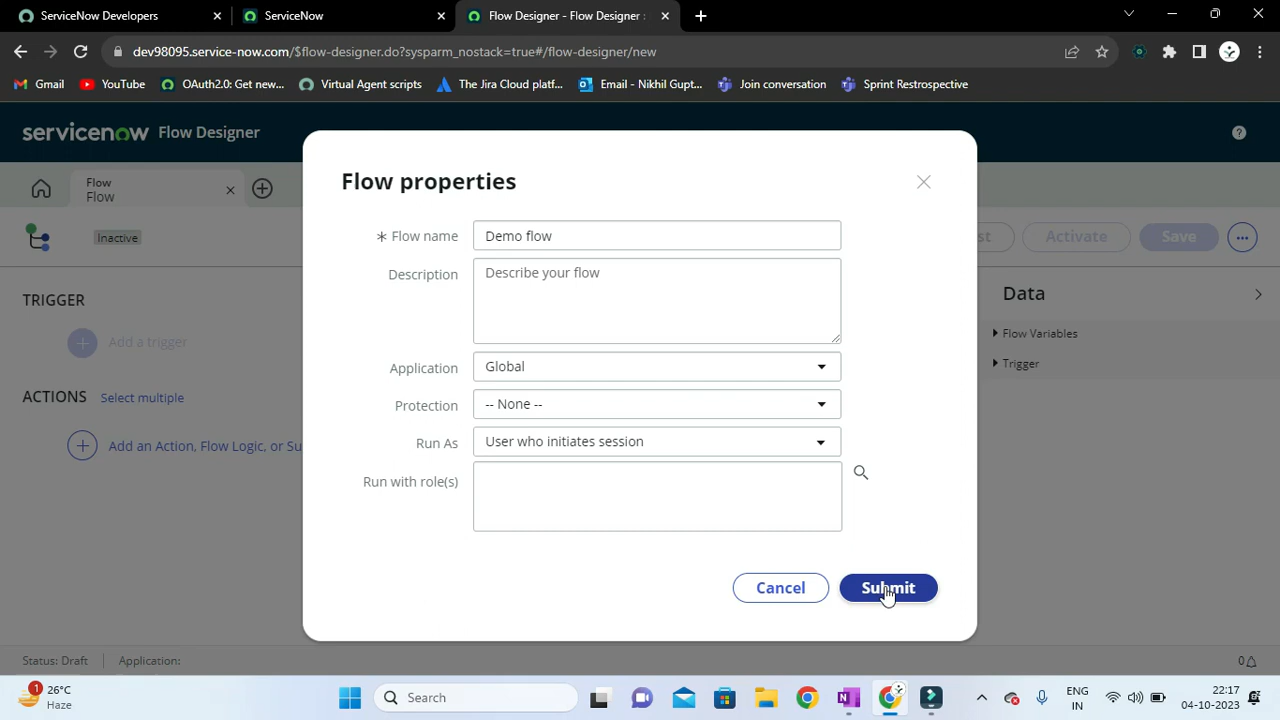 ServiceNow Developers
ServiceNow
Flow Designer - Flow Designer
dev98095.service-now.com/$flow-designer.do?sysparm_nostack=true#/flow-designer/new
Gmail
YouTube
OAuth2.0: Get new...
Virtual Agent scripts
The Jira Cloud platf...
Email - Nikhil Gupt...
Join conversation
Sprint Restrospective
servicenow Flow Designer
Flow
Flow
Inactive
Activate
Save
Flow properties
* Flow name
Demo flow
Description
Describe your flow
Application
Global
Protection
-- None --
Run As
User who initiates session
Run with role(s)
Cancel
Submit
TRIGGER
Add a trigger
ACTIONS Select multiple
Add an Action, Flow Logic, or Su
Data
Flow Variables
Trigger
Status: Draft
Application:
0
1
26°C
Haze
Search
ENG
IN
22:17
04-10-2023